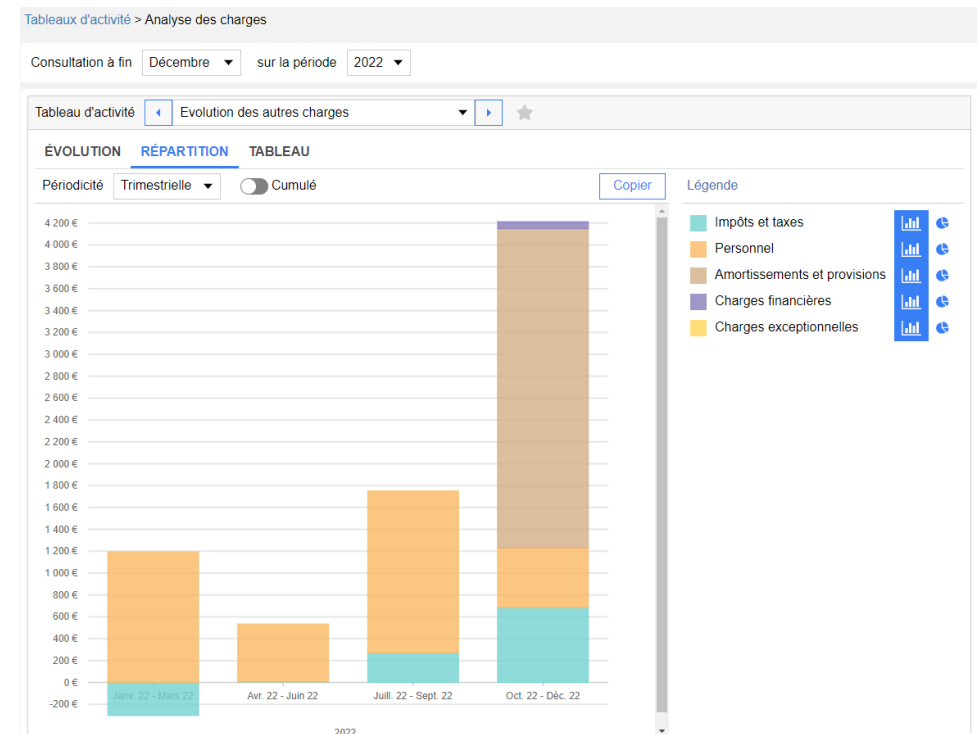 Tableaux d'activité > Analyse des charges
Consultation à fin Décembre sur la période 2022
Tableau d'activité Evolution des autres charges
ÉVOLUTION RÉPARTITION TABLEAU
Périodicité Trimestrielle Cumulé Copier Légende
4 200 €
4 000 €
3 800 €
3 600 €
3 400 €
3 200 €
3 000 €
2 800 €
2 600 €
2 400 €
2 200 €
2 000 €
1 800 €
1 600 €
1 400 €
1 200 €
1 000 €
800 €
600 €
400 €
200 €
0 €
-200 €
Janv. 22 - Mars 22 Avr. 22 - Juin 22 Juill. 22 - Sept. 22 Oct. 22 - Déc. 22
2022
Impôts et taxes
Personnel
Amortissements et provisions
Charges financières
Charges exceptionnelles